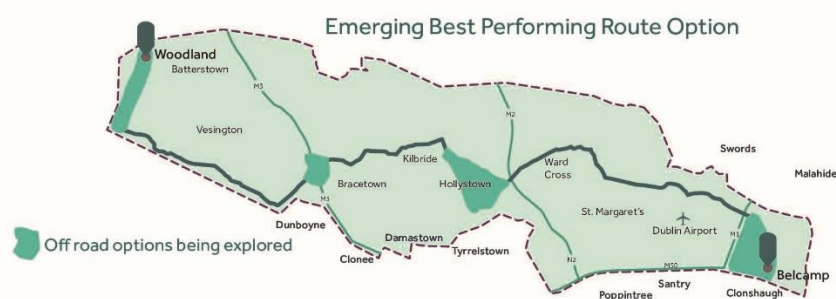 Emerging Best Performing Route Option
Woodland
Batterstown
M3
M2
Vesington
Kilbride
Ward
Cross
Swords
Malahide
Bracetown
Hollystown
St. Margaret's
Dublin Airport
M1
M3
Dunboyne
Off road options being explored
Damastown
Tyrrelstown
Clonee
N2
M50
Belcamp
Santry
Clonshaugh
Poppintree